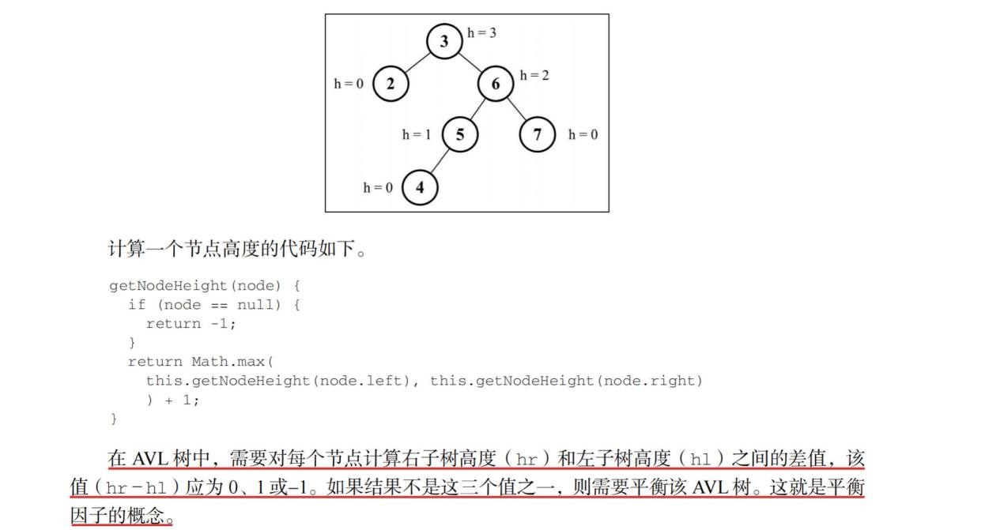 3 h = 3
h = 0 2 6 h = 2
h = 1 5 7 h = 0
h = 0 4
计算一个节点高度的代码如下。
getNodeHeight(node) {
if (node == null) {
return -1;
}
return Math.max(
this.getNodeHeight(node.left), this.getNodeHeight(node.right)
) + 1;
}
在 AVL 树中，需要对每个节点计算右子树高度（hr）和左子树高度（hl）之间的差值，该
值（hr－hl）应为 0、1 或–1。如果结果不是这三个值之一，则需要平衡该 AVL 树。这就是平衡
因子的概念。